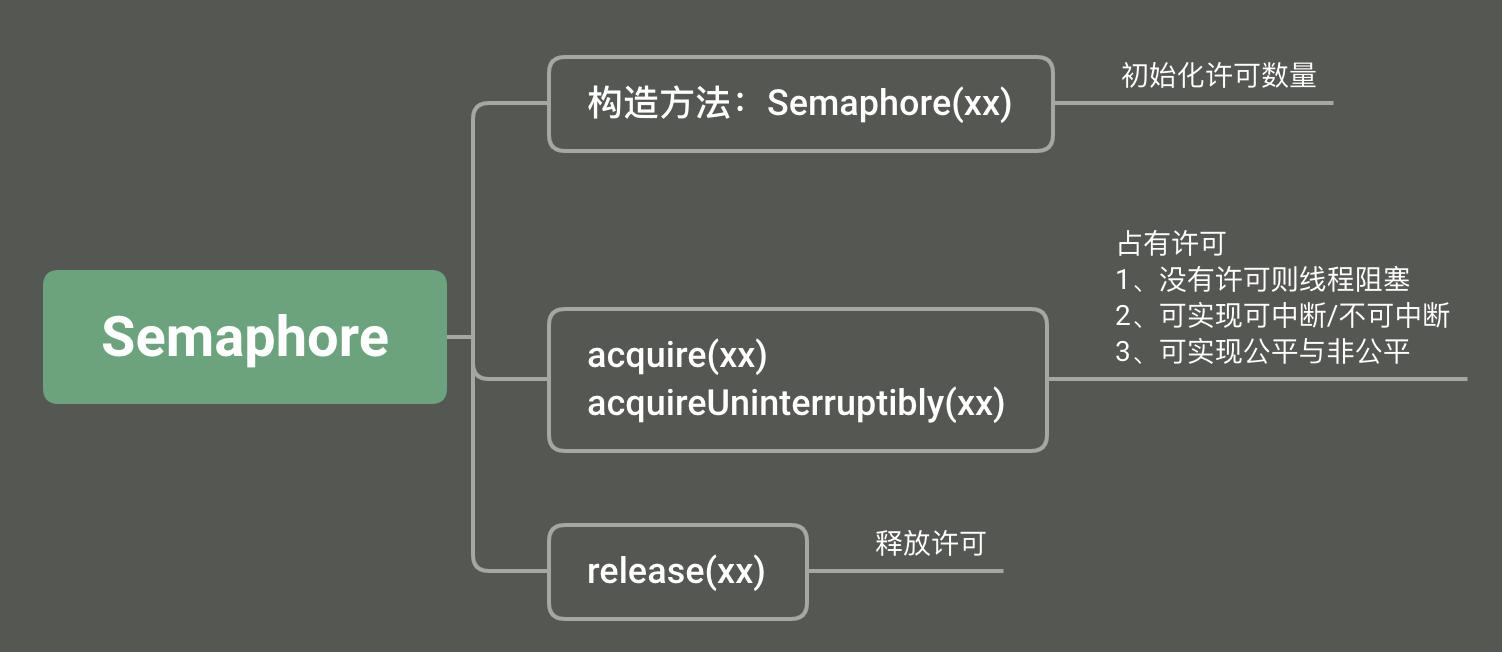 Semaphore
构造方法：Semaphore(xx)
初始化许可数量
acquire(xx)
acquireUninterruptibly(xx)
占有许可
1、没有许可则线程阻塞
2、可实现可中断/不可中断
3、可实现公平与非公平
release(xx)
释放许可